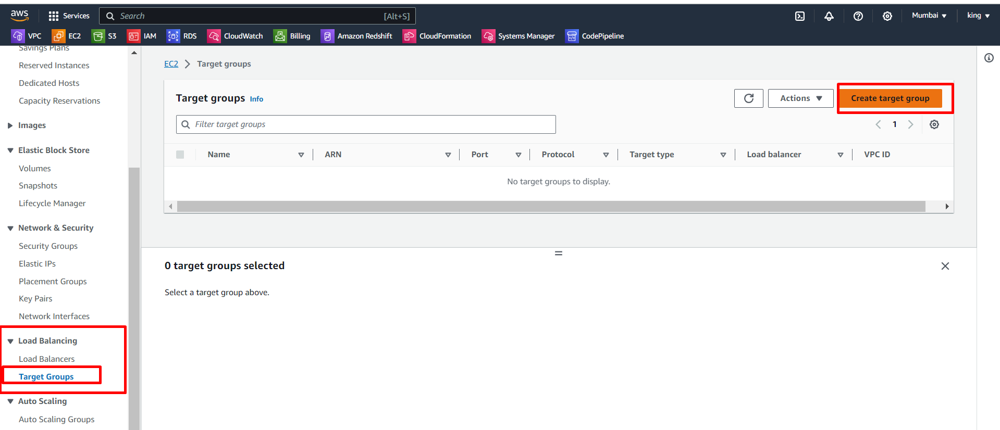 aws Services Search [Alt+S] Mumbai king
VPC EC2 S3 IAM RDS CloudWatch Billing Amazon Redshift CloudFormation Systems Manager CodePipeline
Savings Plans
Reserved Instances
Dedicated Hosts
Capacity Reservations
Images
Elastic Block Store
Volumes
Snapshots
Lifecycle Manager
Network & Security
Security Groups
Elastic IPs
Placement Groups
Key Pairs
Network Interfaces
Load Balancing
Load Balancers
Target Groups
Auto Scaling
Auto Scaling Groups
EC2 Target groups
Target groups Info Actions Create target group
Filter target groups 1
Name ARN Port Protocol Target type Load balancer VPC ID
No target groups to display.
0 target groups selected
Select a target group above.